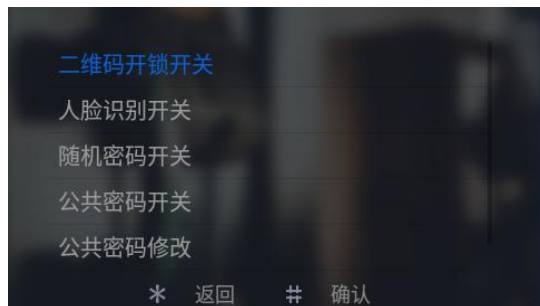 二维码开锁开关
人脸识别开关
随机密码开关
公共密码开关
公共密码修改
* 返回 # 确认